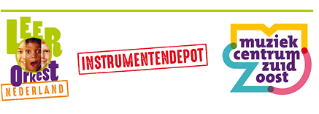 LEER
Orkest
NEDERLAND
INSTRUMENTENDEPOT
muziek
centrum
zuid
oost